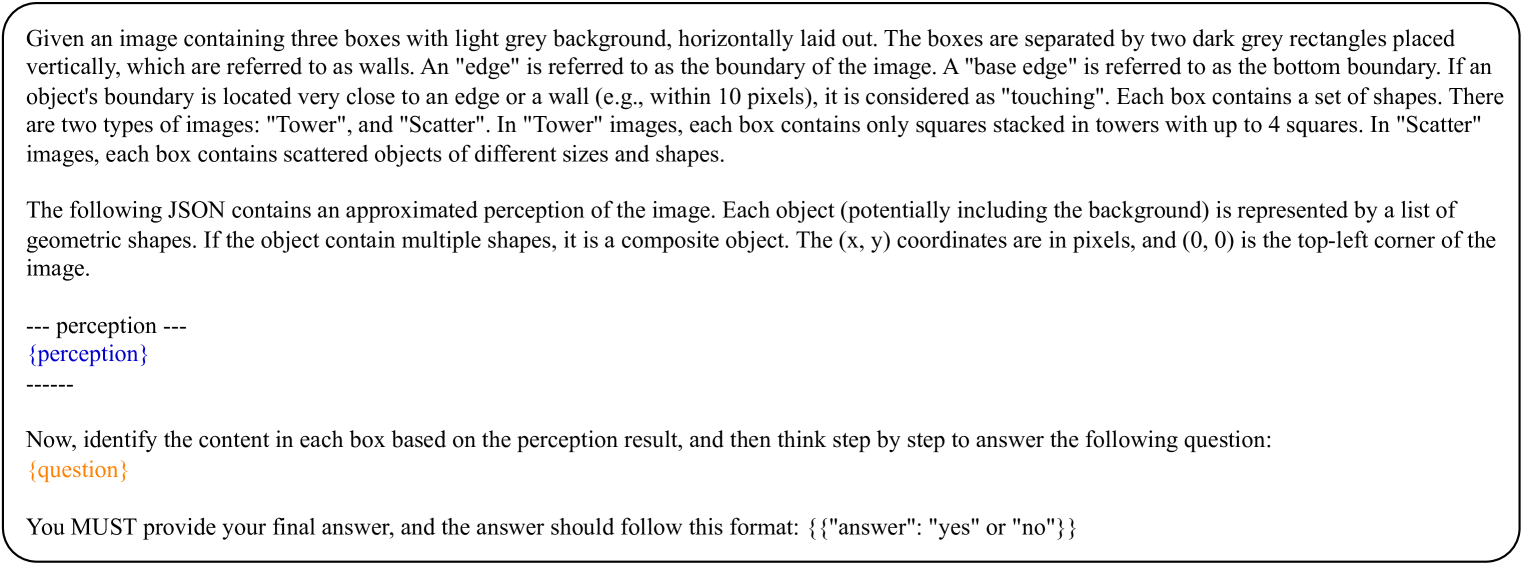 Given an image containing three boxes with light grey background, horizontally laid out. The boxes are separated by two dark grey rectangles placed
vertically, which are referred to as walls. An "edge" is referred to as the boundary of the image. A "base edge" is referred to as the bottom boundary. If an
object's boundary is located very close to an edge or a wall (e.g., within 10 pixels), it is considered as "touching". Each box contains a set of shapes. There
are two types of images: "Tower", and "Scatter". In "Tower" images, each box contains only squares stacked in towers with up to 4 squares. In "Scatter"
images, each box contains scattered objects of different sizes and shapes.
The following JSON contains an approximated perception of the image. Each object (potentially including the background) is represented by a list of
geometric shapes. If the object contain multiple shapes, it is a composite object. The (x, y) coordinates are in pixels, and (0, 0) is the top-left corner of the
image.
--- perception ---
{perception}
------
Now, identify the content in each box based on the perception result, and then think step by step to answer the following question:
{question}
You MUST provide your final answer, and the answer should follow this format: {{"answer": "yes" or "no"}}